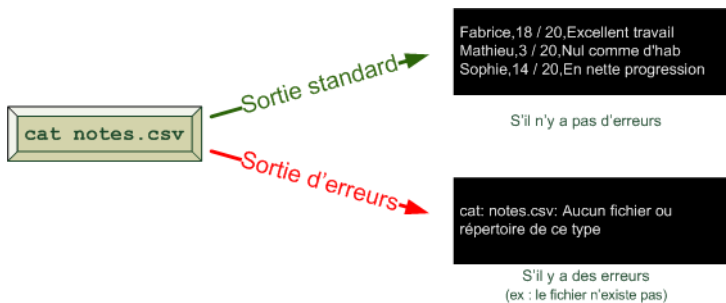 cat notes.csv
Sortie standard
Fabrice,18 / 20,Excellent travail
Mathieu,3 / 20,Nul comme d'hab
Sophie,14 / 20,En nette progression
S'il n'y a pas d'erreurs
Sortie d'erreurs
cat: notes.csv: Aucun fichier ou
répertoire de ce type
S'il y a des erreurs
(ex : le fichier n'existe pas)